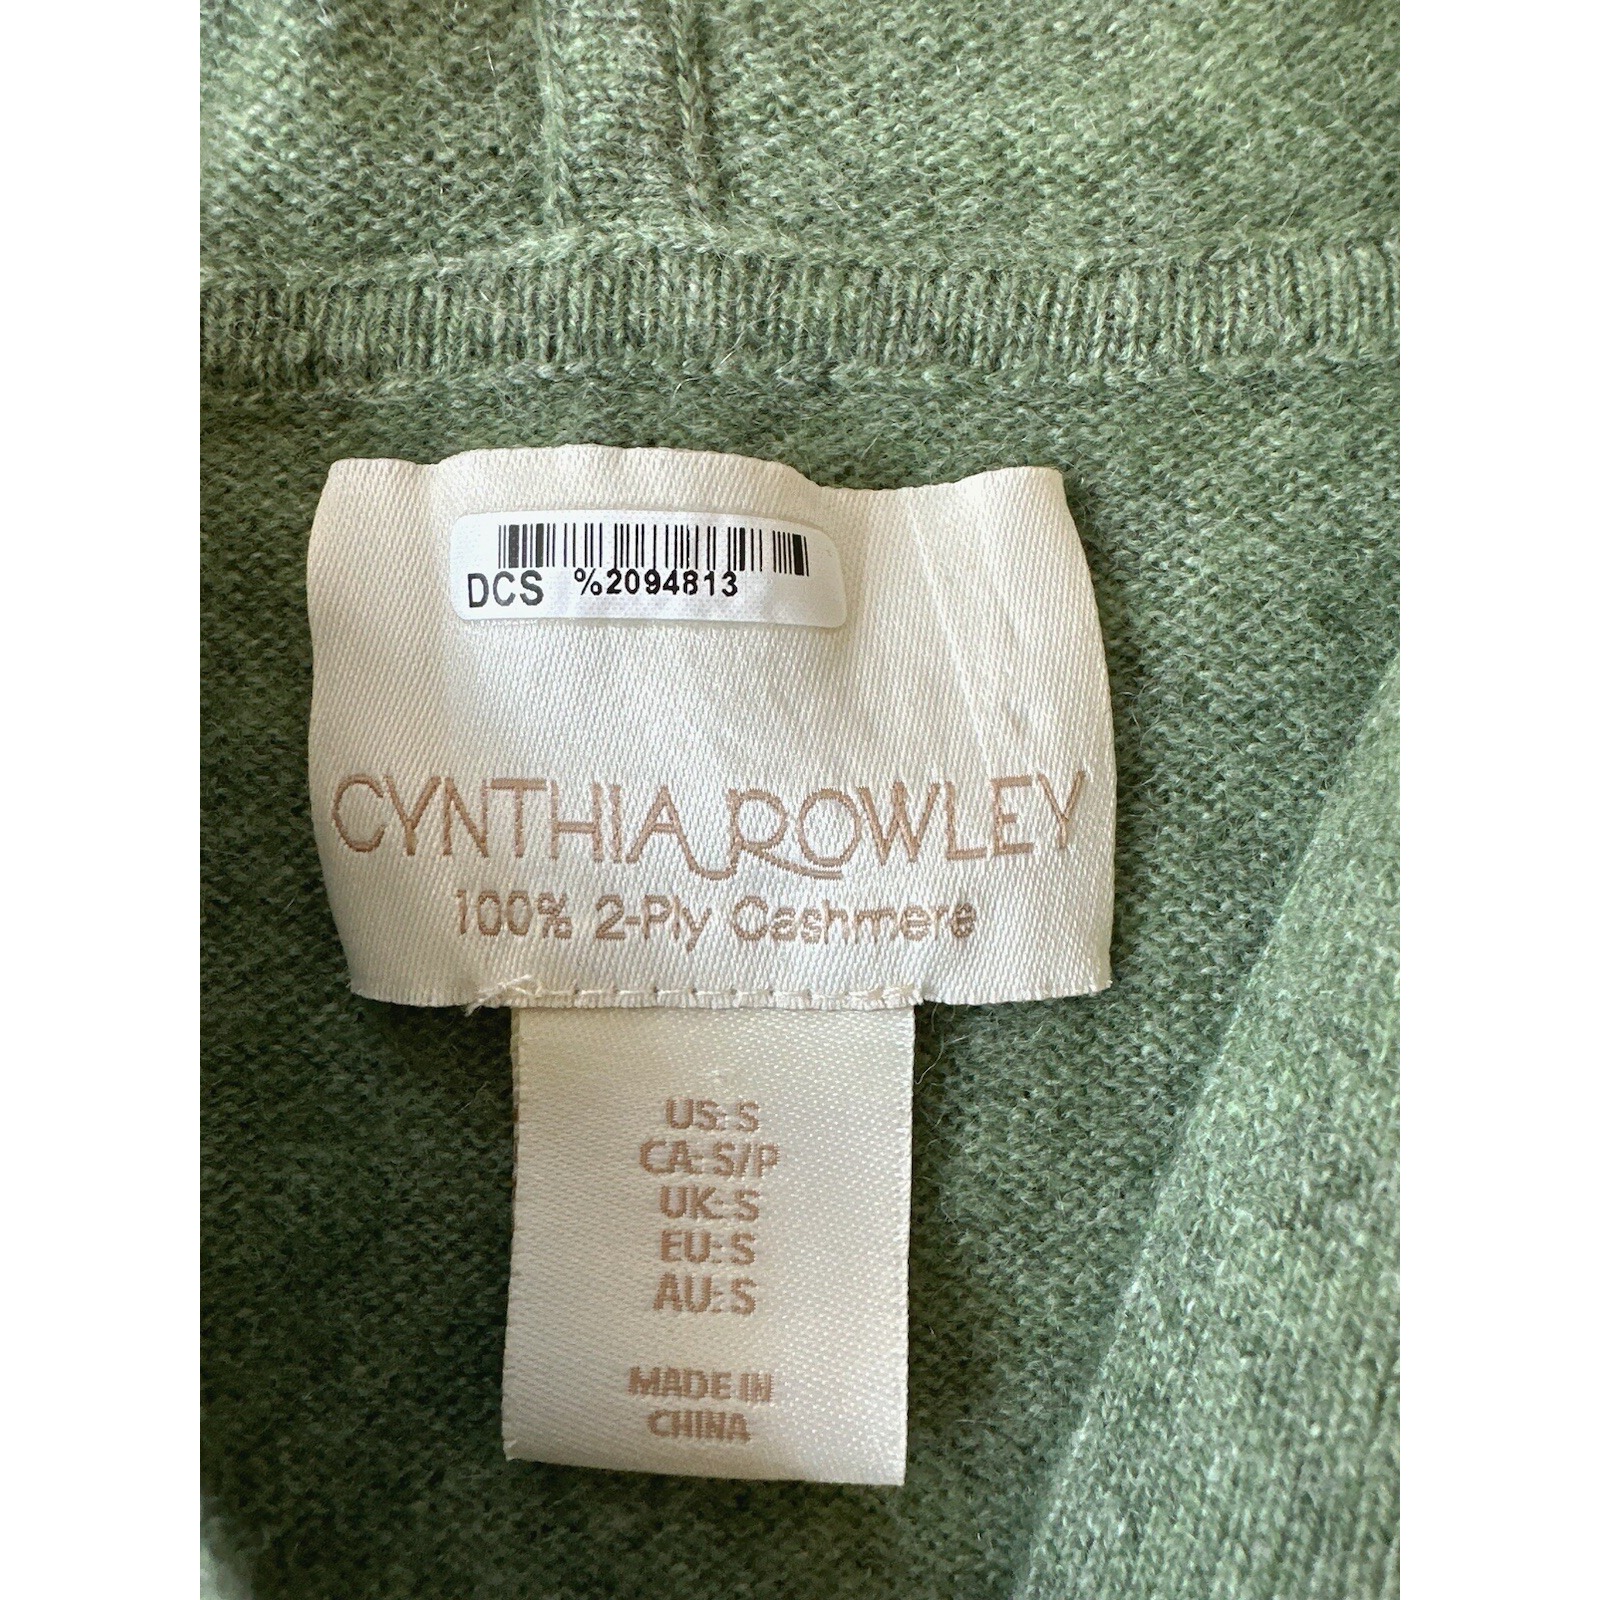 DCS %2094813
CYNTHIA ROWLEY
100% 2-Ply Cashmere
US: S
CA: S/P
UK: S
EU: S
AU: S
MADE IN
CHINA